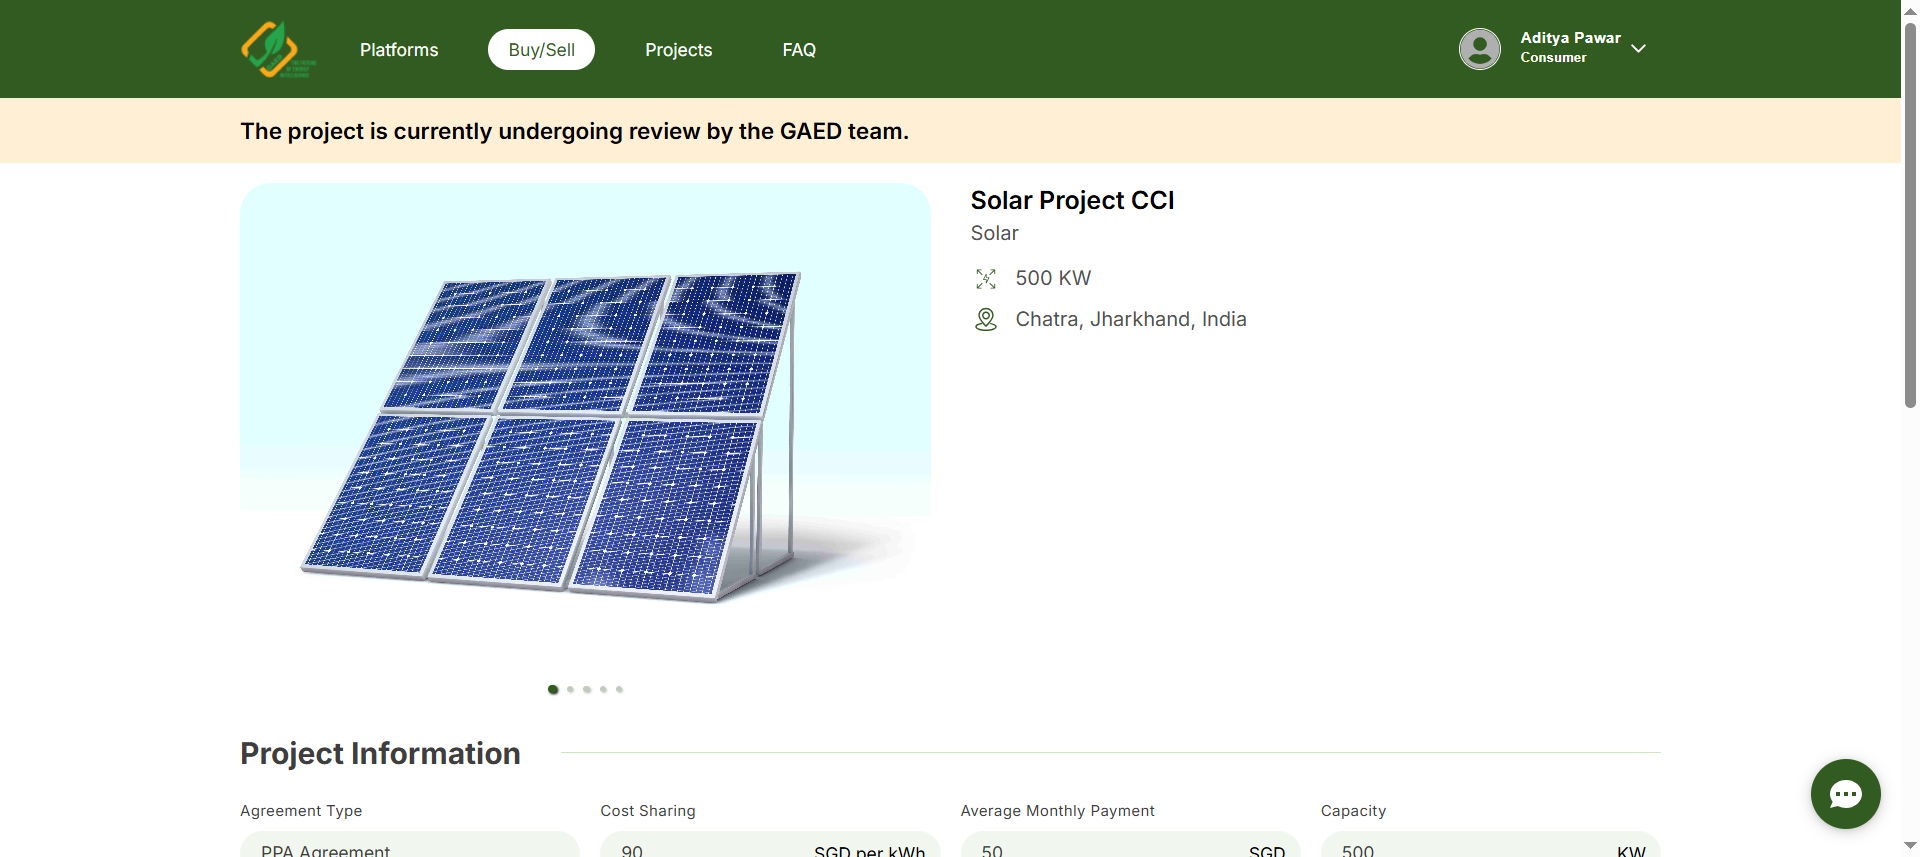 Platforms
Buy/Sell
Projects
FAQ
Aditya Pawar
Consumer
The project is currently undergoing review by the GAED team.
Solar Project CCI
Solar
500 KW
Chatra, Jharkhand, India
Project Information
Agreement Type
Cost Sharing
Average Monthly Payment
Capacity
PPA Agreement
90 SGD per kWh
50 SGD
500 KW